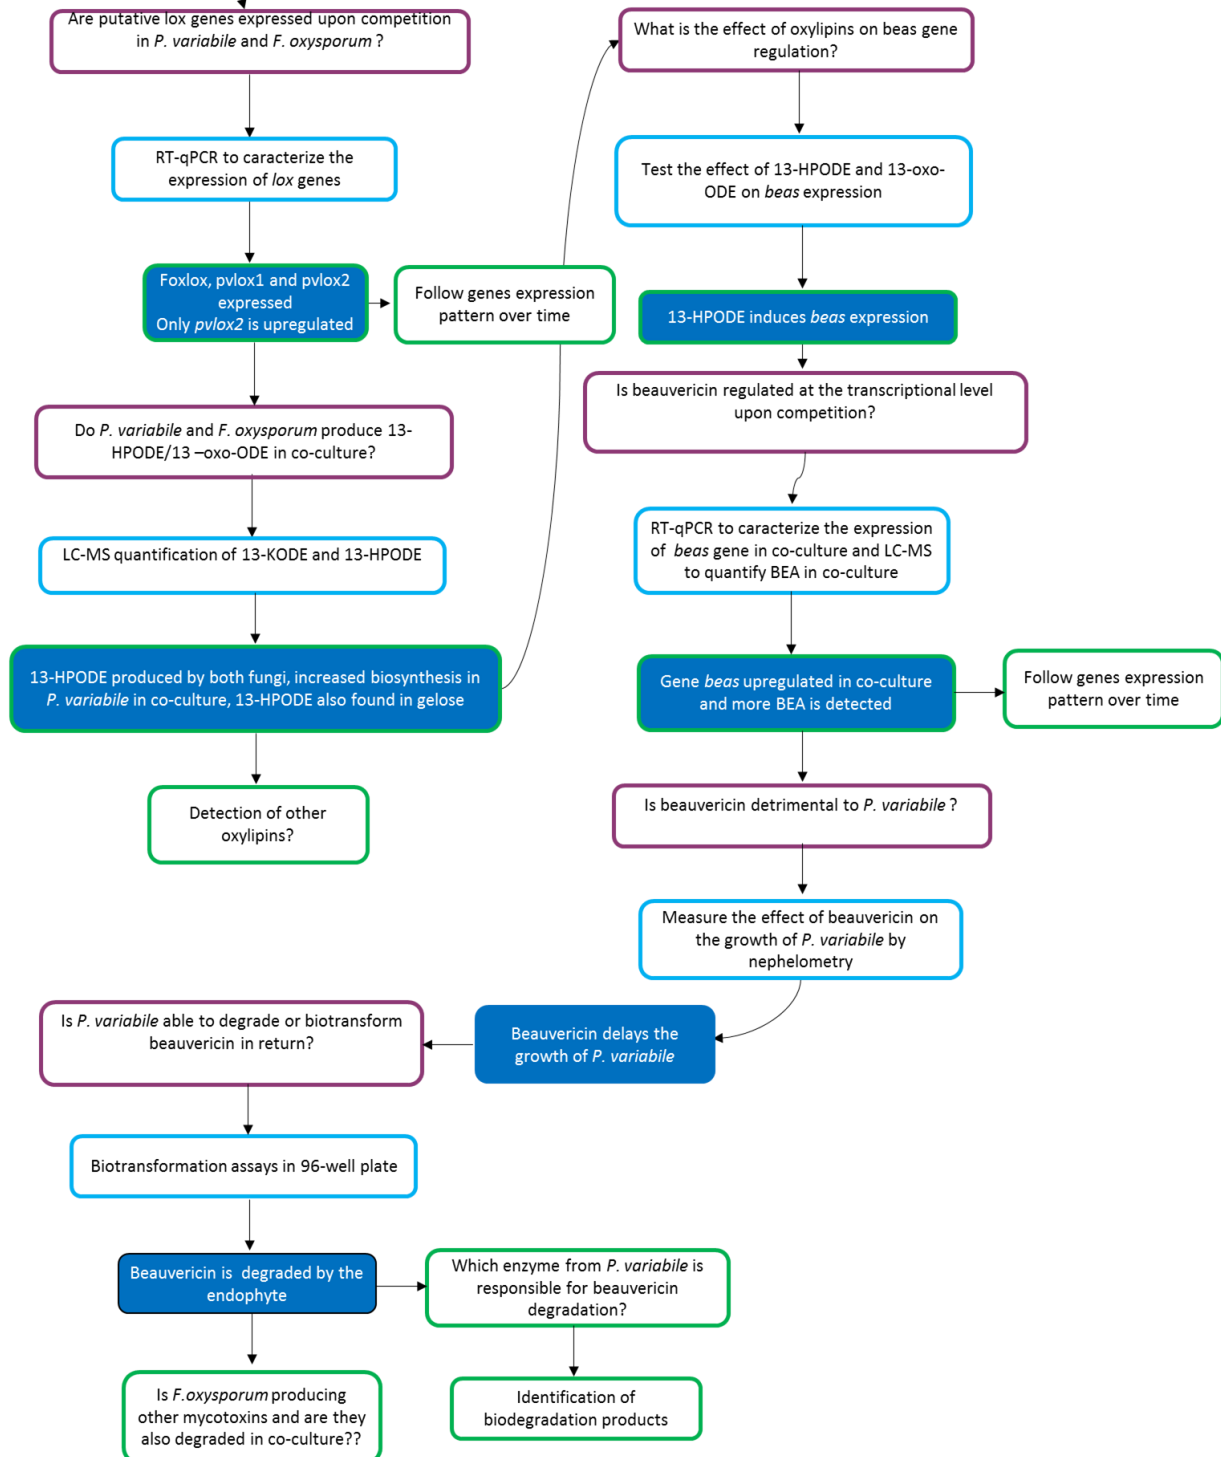 Are putative lox genes expressed upon competition
in P. variabile and F. oxysporum ?
RT-qPCR to caracterize the
expression of lox genes
Foxlox, pvlox1 and pvlox2
expressed
Only pvlox2 is upregulated
Follow genes expression
pattern over time
Do P. variabile and F. oxysporum produce 13-
HPODE/13 –oxo-ODE in co-culture?
LC-MS quantification of 13-KODE and 13-HPODE
13-HPODE produced by both fungi, increased biosynthesis in
P. variabile in co-culture, 13-HPODE also found in gelose
Detection of other
oxylipins?
What is the effect of oxylipins on beas gene
regulation?
Test the effect of 13-HPODE and 13-oxo-
ODE on beas expression
13-HPODE induces beas expression
Is beauvericin regulated at the transcriptional level
upon competition?
RT-qPCR to caracterize the expression
of beas gene in co-culture and LC-MS
to quantify BEA in co-culture
Gene beas upregulated in co-culture
and more BEA is detected
Follow genes expression
pattern over time
Is beauvericin detrimental to P. variabile ?
Measure the effect of beauvericin on
the growth of P. variabile by
nephelometry
Beauvericin delays the
growth of P. variabile
Is P. variabile able to degrade or biotransform
beauvericin in return?
Biotransformation assays in 96-well plate
Beauvericin is degraded by the
endophyte
Which enzyme from P. variabile is
responsible for beauvericin
degradation?
Identification of
biodegradation products
Is F.oxysporum producing
other mycotoxins and are they
also degraded in co-culture??